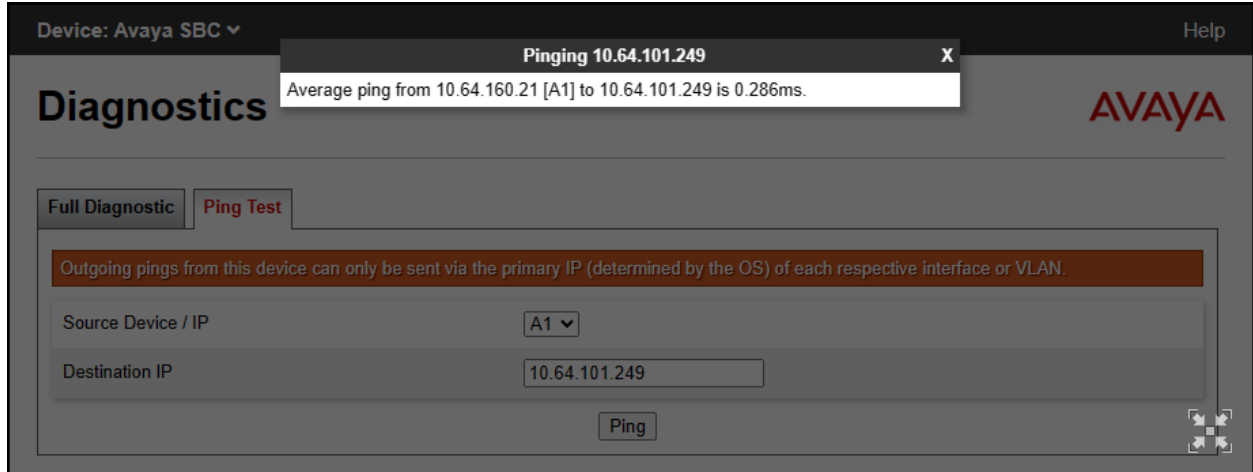 Device: Avaya SBC
Help
Pinging 10.64.101.249 X
Average ping from 10.64.160.21 [A1] to 10.64.101.249 is 0.286ms.
Diagnostics
AVAYA
Full Diagnostic Ping Test
Outgoing pings from this device can only be sent via the primary IP (determined by the OS) of each respective interface or VLAN.
Source Device / IP A1
Destination IP 10.64.101.249
Ping